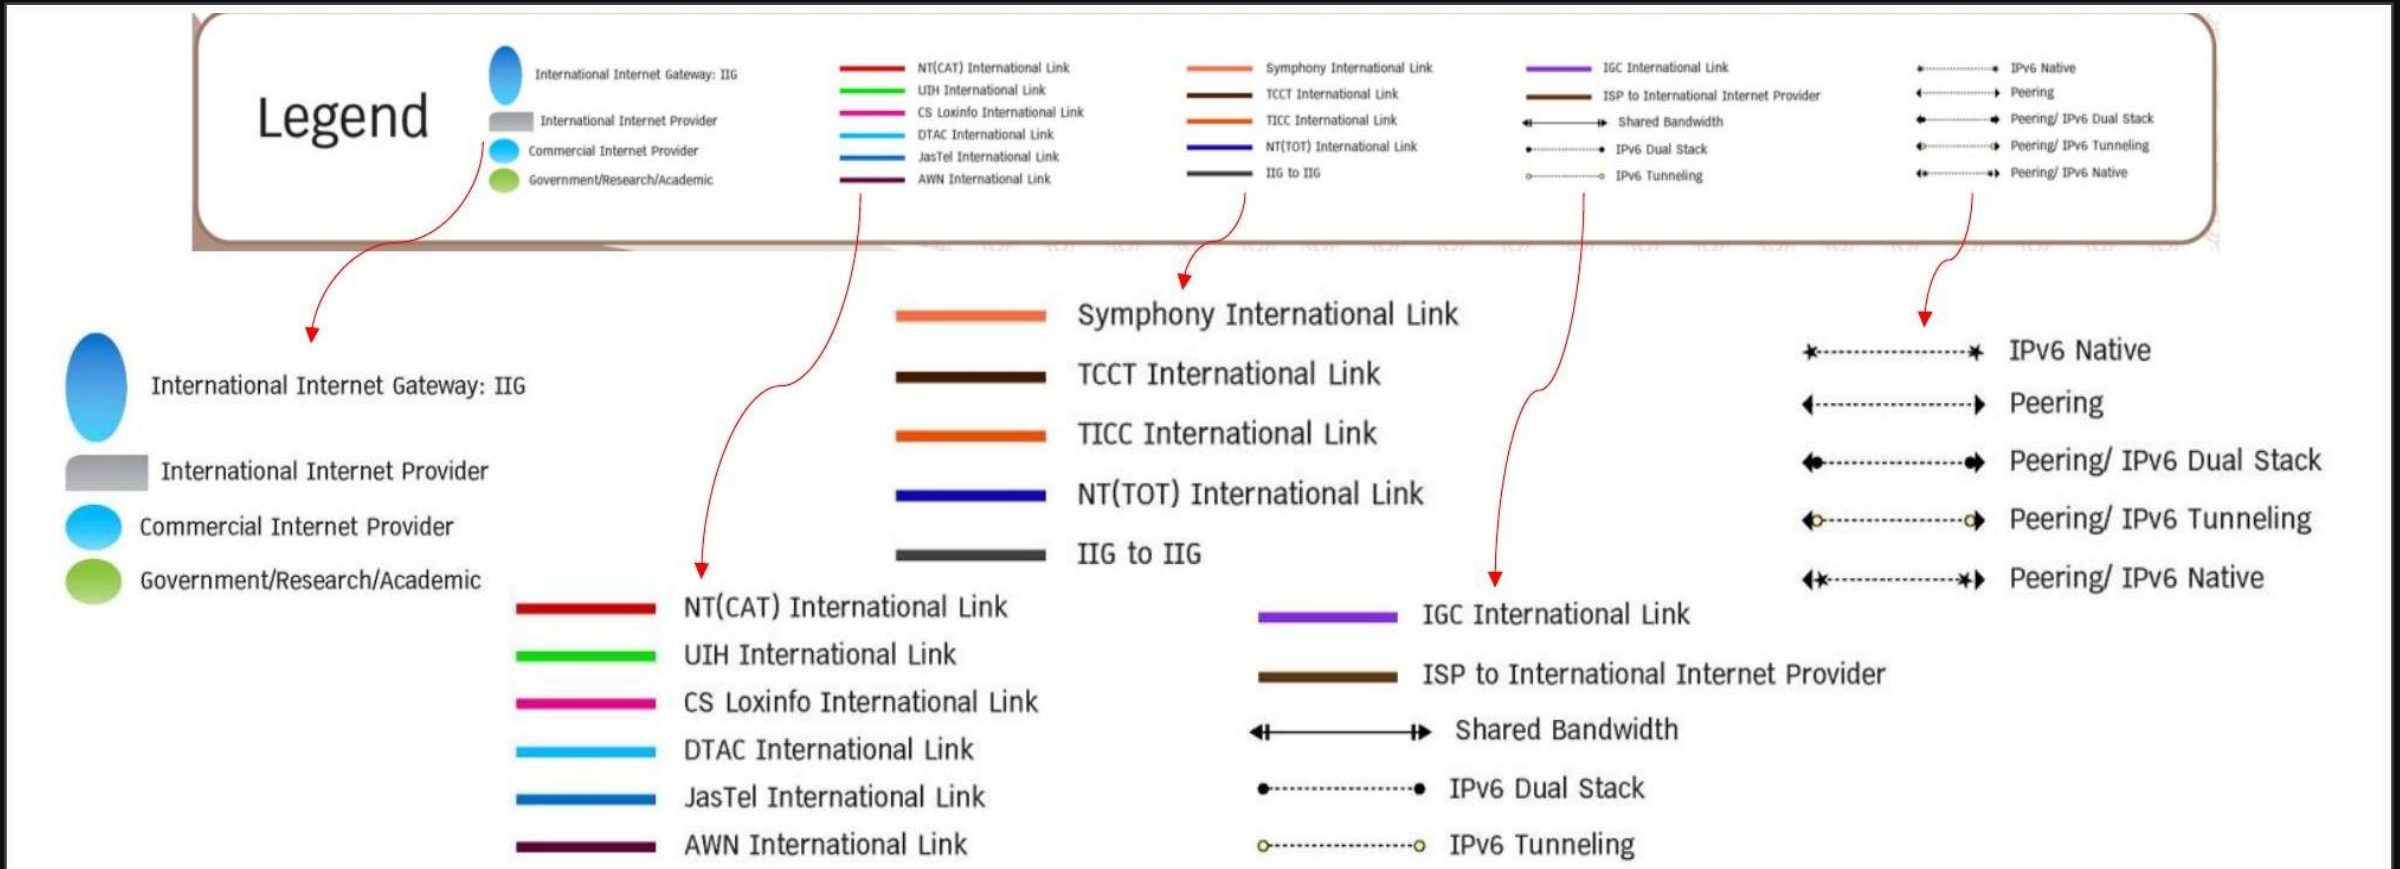 Legend
International Internet Gateway: IIG
International Internet Provider
Commercial Internet Provider
Government/Research/Academic
NT(CAT) International Link
UIH International Link
CS Loxinfo International Link
DTAC International Link
JasTel International Link
AWN International Link
Symphony International Link
TCCT International Link
TICC International Link
NT(TOT) International Link
IIG to IIG
IGC International Link
ISP to International Internet Provider
Shared Bandwidth
IPv6 Dual Stack
IPv6 Tunneling
IPv6 Native
Peering
Peering/ IPv6 Dual Stack
Peering/ IPv6 Tunneling
Peering/ IPv6 Native
International Internet Gateway: IIG
International Internet Provider
Commercial Internet Provider
Government/Research/Academic
NT(CAT) International Link
UIH International Link
CS Loxinfo International Link
DTAC International Link
JasTel International Link
AWN International Link
Symphony International Link
TCCT International Link
TICC International Link
NT(TOT) International Link
IIG to IIG
IGC International Link
ISP to International Internet Provider
Shared Bandwidth
IPv6 Dual Stack
IPv6 Tunneling
IPv6 Native
Peering
Peering/ IPv6 Dual Stack
Peering/ IPv6 Tunneling
Peering/ IPv6 Native